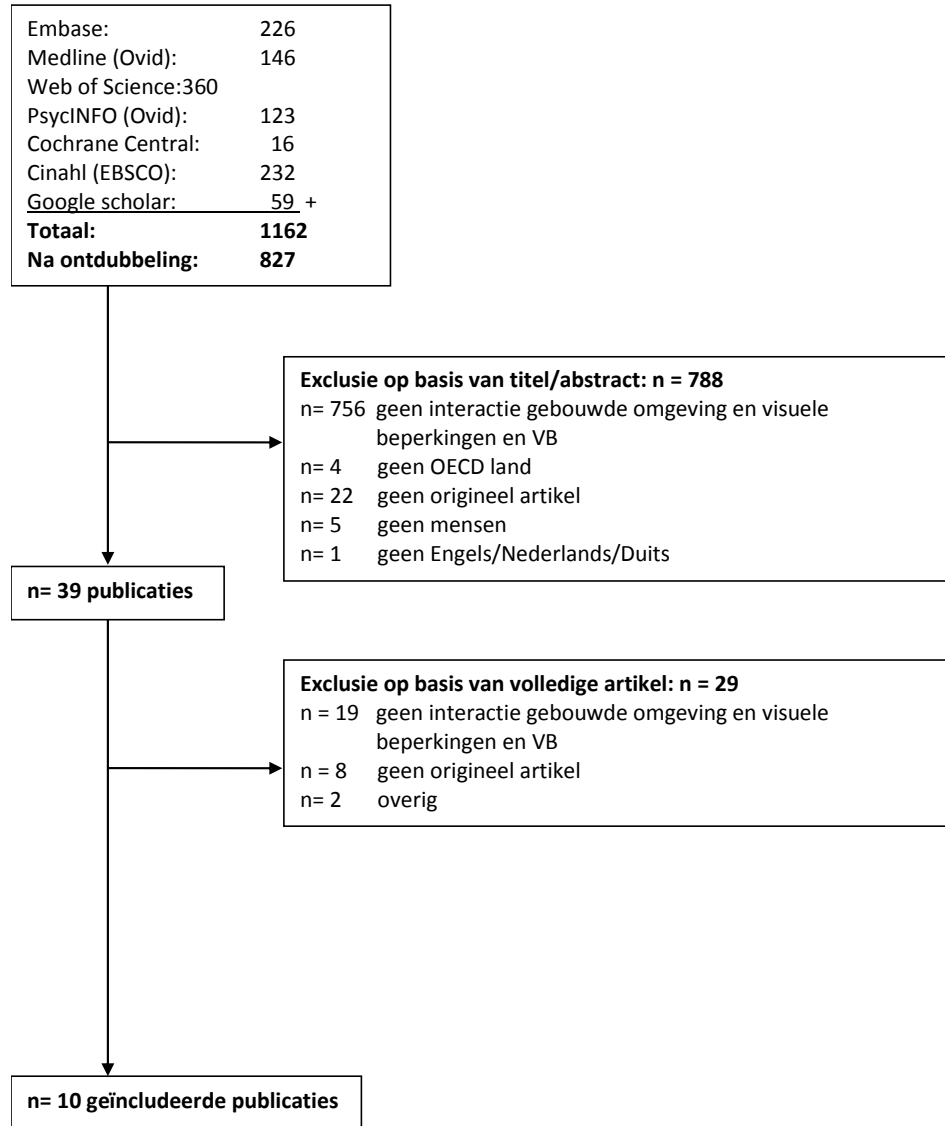 Embase: 226
Medline (Ovid): 146
Web of Science:360
PsycINFO (Ovid): 123
Cochrane Central: 16
Cinahl (EBSCO): 232
Google scholar: 59 +
Totaal: 1162
Na ontdubbeling: 827
Exclusie op basis van titel/abstract: n = 788
n= 756 geen interactie gebouwde omgeving en visuele
beperkingen en VB
n= 4 geen OECD land
n= 22 geen origineel artikel
n= 5 geen mensen
n= 1 geen Engels/Nederlands/Duits
n= 39 publicaties
Exclusie op basis van volledige artikel: n = 29
n = 19 geen interactie gebouwde omgeving en visuele
beperkingen en VB
n = 8 geen origineel artikel
n= 2 overig
n= 10 geïncludeerde publicaties